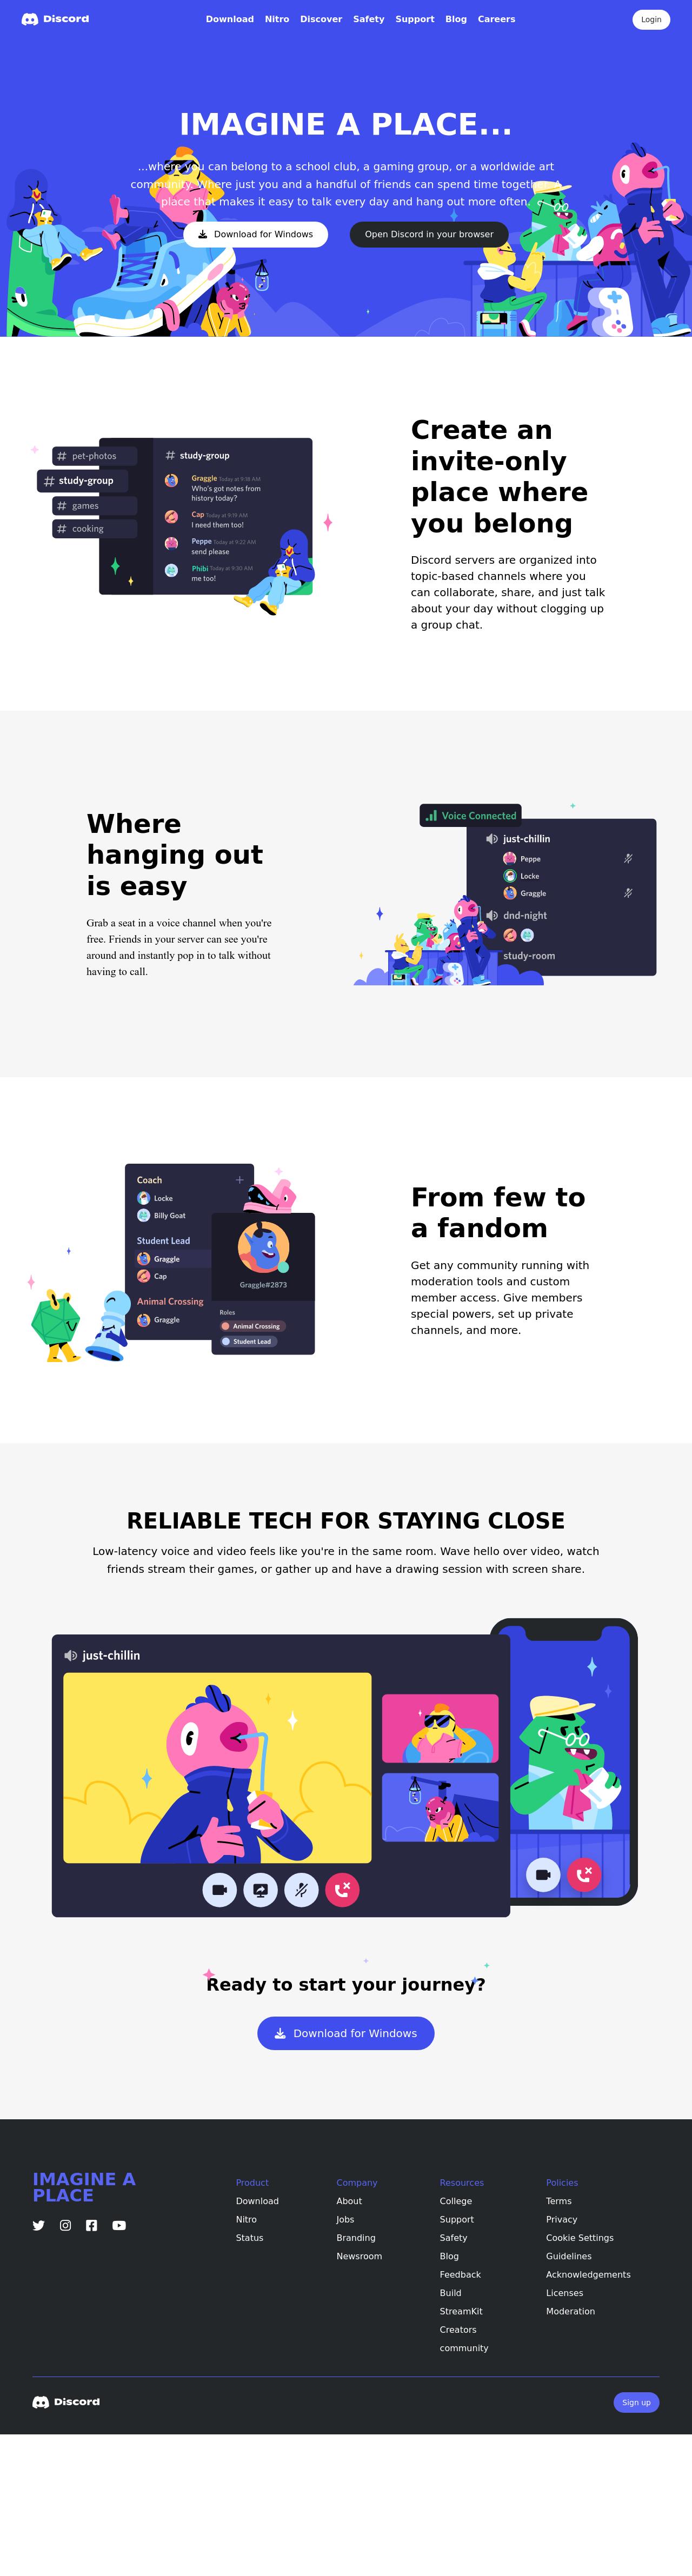 Discord
Download Nitro Discover Safety Support Blog Careers
Login
IMAGINE A PLACE...
...where you can belong to a school club, a gaming group, or a worldwide art
community. Where just you and a handful of friends can spend time together. A
place that makes it easy to talk every day and hang out more often.
Download for Windows
Open Discord in your browser
# pet-photos
# study-group
# games
# cooking
# study-group
Graggle Today at 9:18 AM
Who's got notes from
history today?
Cap Today at 9:19 AM
I need them too!
Peppe Today at 9:22 AM
send please
Phibi Today at 9:30 AM
me too!
Create an
invite-only
place where
you belong
Discord servers are organized into
topic-based channels where you
can collaborate, share, and just talk
about your day without clogging up
a group chat.
Where
hanging out
is easy
Grab a seat in a voice channel when you're
free. Friends in your server can see you're
around and instantly pop in to talk without
having to call.
Voice Connected
just-chillin
Peppe
Locke
Graggle
dnd-night
study-room
Coach
Locke
Billy Goat
Student Lead
Graggle
Cap
Animal Crossing
Graggle
Graggle#2873
Roles
Animal Crossing
Student Lead
From few to
a fandom
Get any community running with
moderation tools and custom
member access. Give members
special powers, set up private
channels, and more.
RELIABLE TECH FOR STAYING CLOSE
Low-latency voice and video feels like you're in the same room. Wave hello over video, watch
friends stream their games, or gather up and have a drawing session with screen share.
just-chillin
Ready to start your journey?
Download for Windows
IMAGINE A
PLACE
Product
Download
Nitro
Status
Company
About
Jobs
Branding
Newsroom
Resources
College
Support
Safety
Blog
Feedback
Build
StreamKit
Creators
community
Policies
Terms
Privacy
Cookie Settings
Guidelines
Acknowledgements
Licenses
Moderation
Discord
Sign up